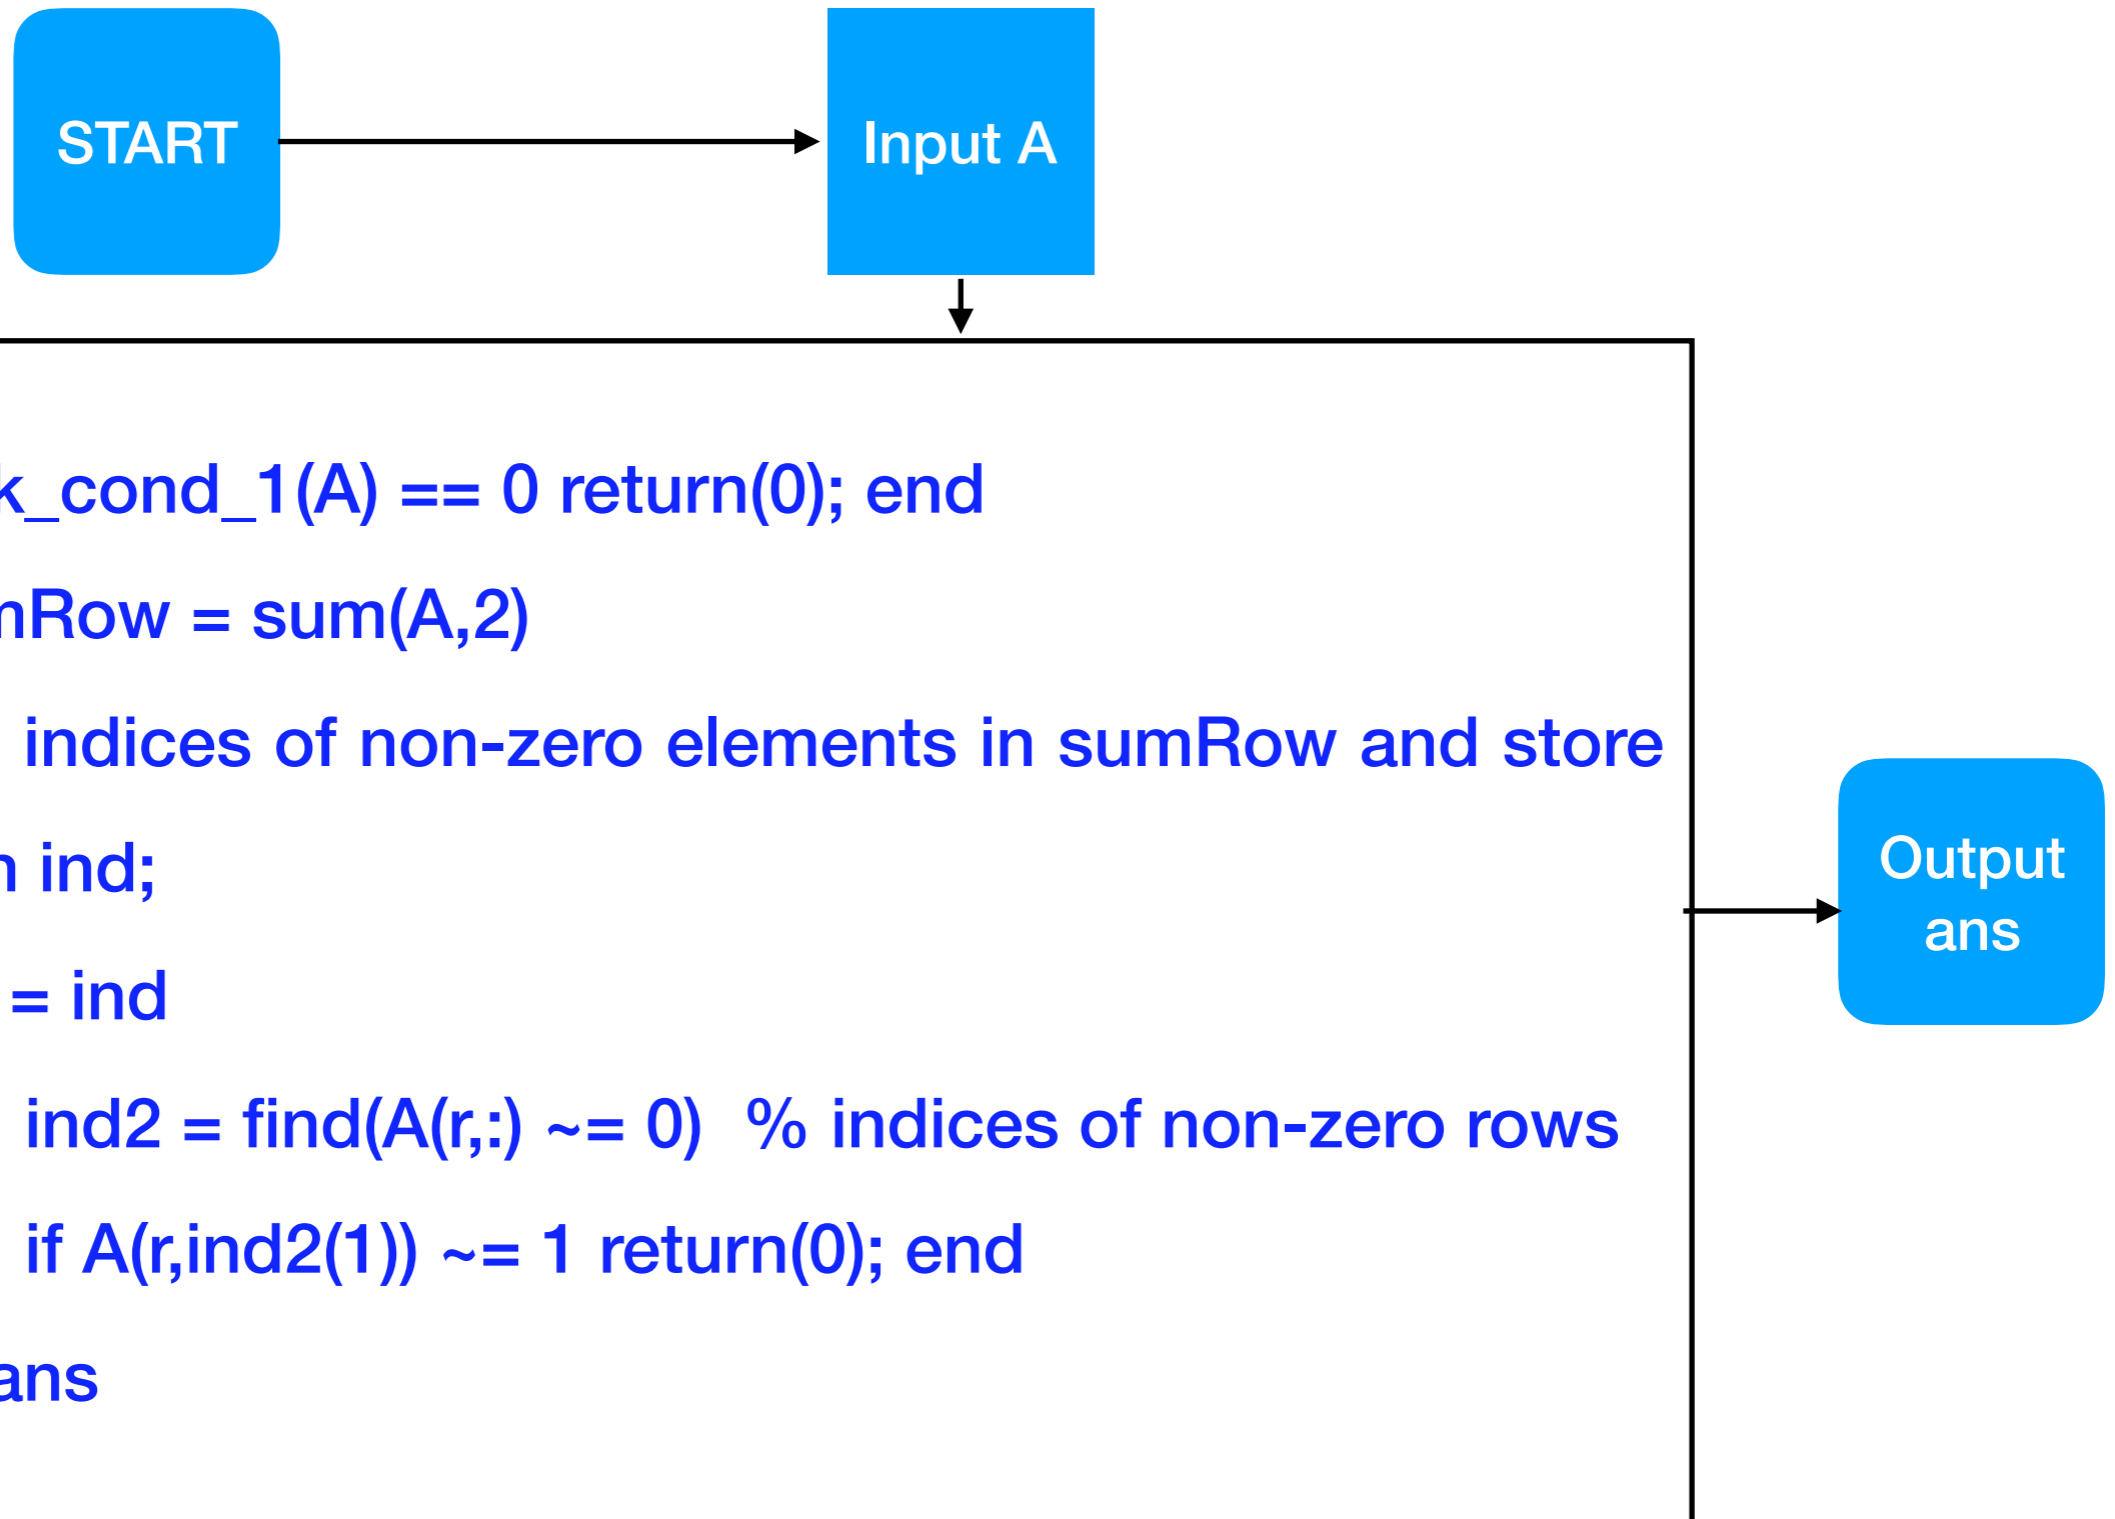 START
Input A
k_cond_1(A) == 0 return(0); end
mRow = sum(A,2)
indices of non-zero elements in sumRow and store
n ind;
= ind
ind2 = find(A(r,:) ~= 0) % indices of non-zero rows
if A(r,ind2(1)) ~= 1 return(0); end
ans
Output
ans